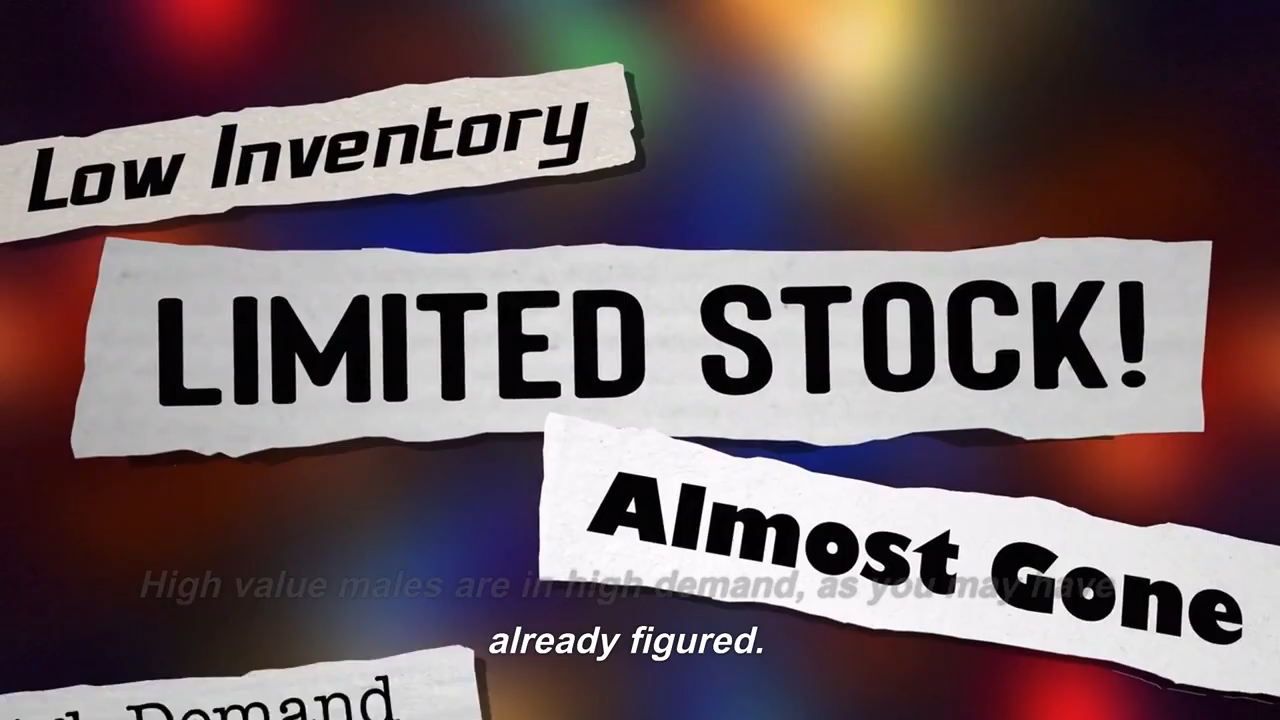 Low Inventory
LIMITED STOCK!
Almost Gone
High value males are in high demand, as you may have
already figured.
Demand